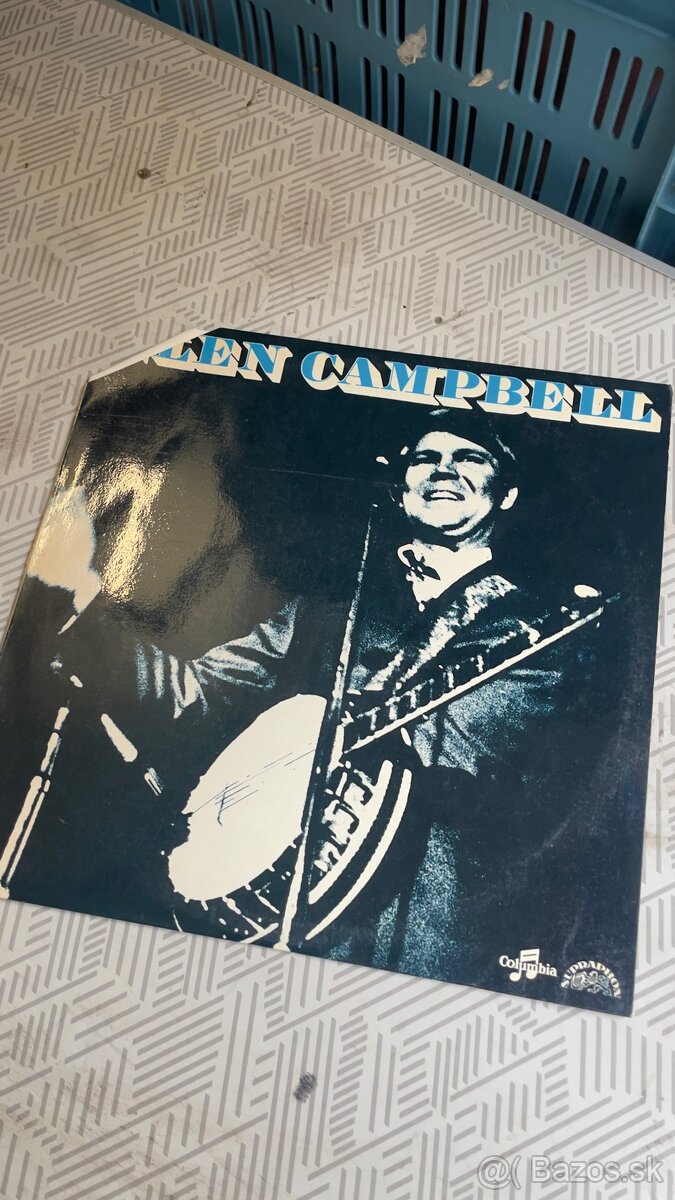 LEN CAMPBELL
Columbia
SUPRAPHON
@( Bazos.sk